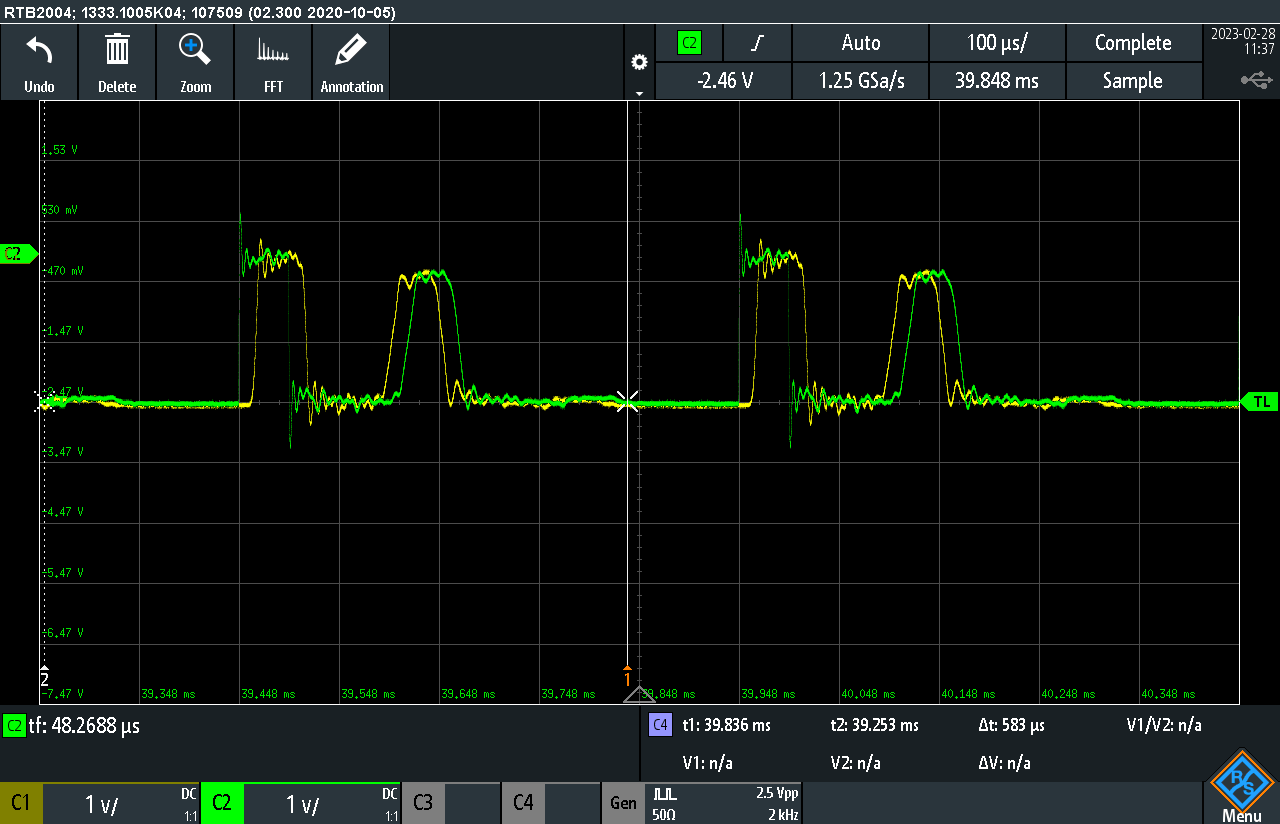 RTB2004; 1333.1005K04; 107509 (02.300 2020-10-05)
Undo
Delete
Zoom
FFT
Annotation
C2
Auto
100 µs/
Complete
2023-02-28
11:37
-2.46 V
1.25 GSa/s
39.848 ms
Sample
1.53 V
530 mV
C2
-470 mV
-1.47 V
-2.47 V
TL
-3.47 V
-4.47 V
-5.47 V
-6.47 V
2
1
-7.47 V
39.348 ms
39.448 ms
39.548 ms
39.648 ms
39.748 ms
39.848 ms
39.948 ms
40.048 ms
40.148 ms
40.248 ms
40.348 ms
C2 tf: 48.2688 µs
C4 t1: 39.836 ms t2: 39.253 ms Δt: 583 µs V1/V2: n/a
V1: n/a V2: n/a ΔV: n/a
C1
1 V/
DC
1:1
C2
1 V/
DC
1:1
C3
C4
Gen
50Ω
2.5 Vpp
2 kHz
R&S
Menu